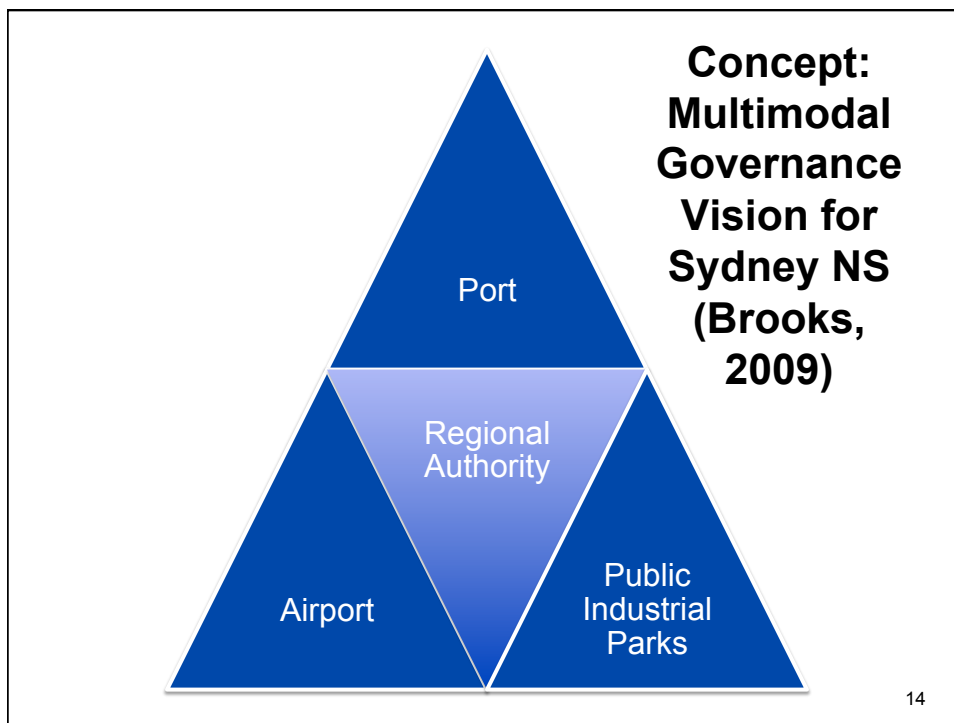 Concept:
Multimodal
Governance
Vision for
Sydney NS
(Brooks,
2009)
Port
Regional
Authority
Airport
Public
Industrial
Parks
14